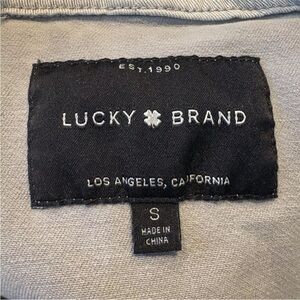 EST.1990
LUCKY BRAND
LOS ANGELES, CALIFORNIA
S
MADE IN
CHINA